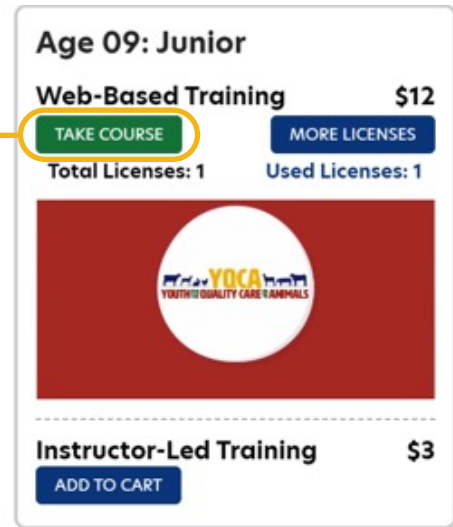 Age 09: Junior
Web-Based Training $12
TAKE COURSE MORE LICENSES
Total Licenses: 1 Used Licenses: 1
YQCA
YOUTH FOR THE QUALITY CARE OF ANIMALS
Instructor-Led Training $3
ADD TO CART